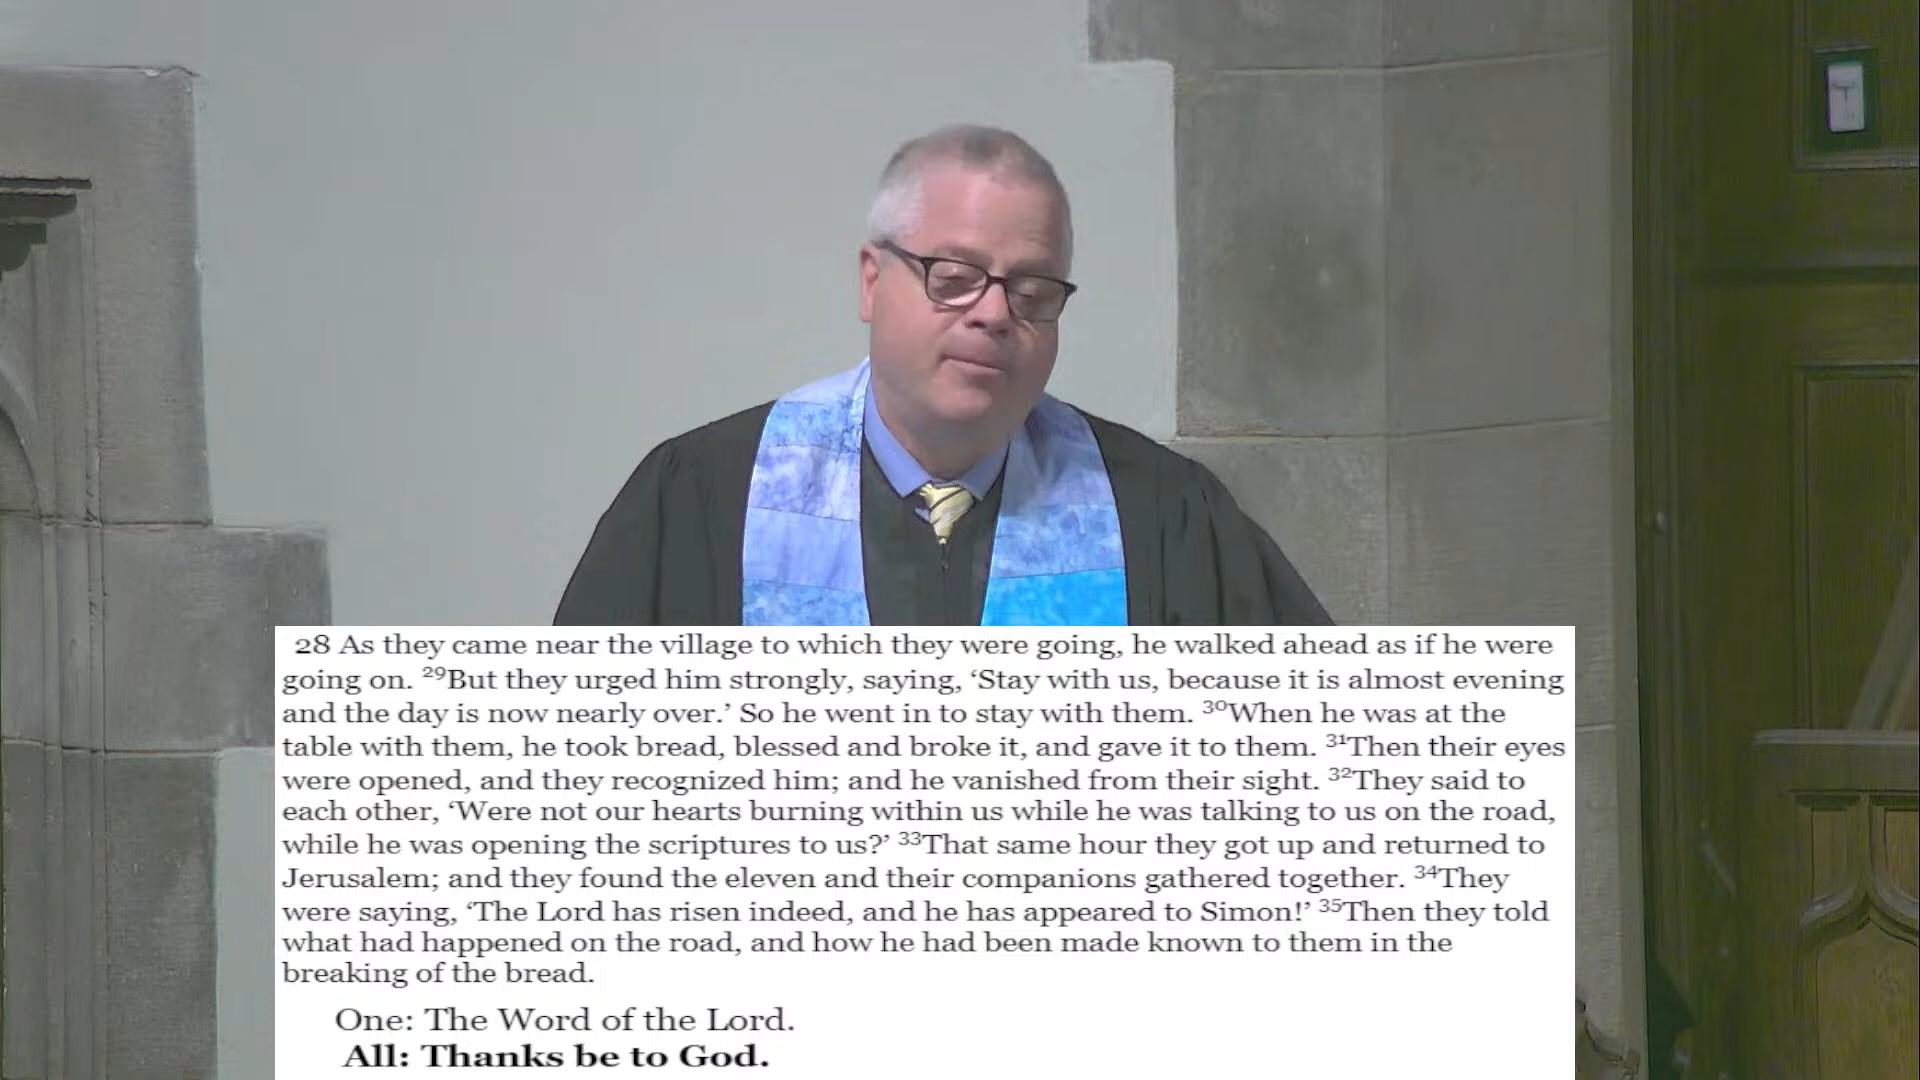 28 As they came near the village to which they were going, he walked ahead as if he were
going on. ²⁹But they urged him strongly, saying, ‘Stay with us, because it is almost evening
and the day is now nearly over.’ So he went in to stay with them. ³⁰When he was at the
table with them, he took bread, blessed and broke it, and gave it to them. ³¹Then their eyes
were opened, and they recognized him; and he vanished from their sight. ³²They said to
each other, ‘Were not our hearts burning within us while he was talking to us on the road,
while he was opening the scriptures to us?’ ³³That same hour they got up and returned to
Jerusalem; and they found the eleven and their companions gathered together. ³⁴They
were saying, ‘The Lord has risen indeed, and he has appeared to Simon!’ ³⁵Then they told
what had happened on the road, and how he had been made known to them in the
breaking of the bread.
One: The Word of the Lord.
All: Thanks be to God.